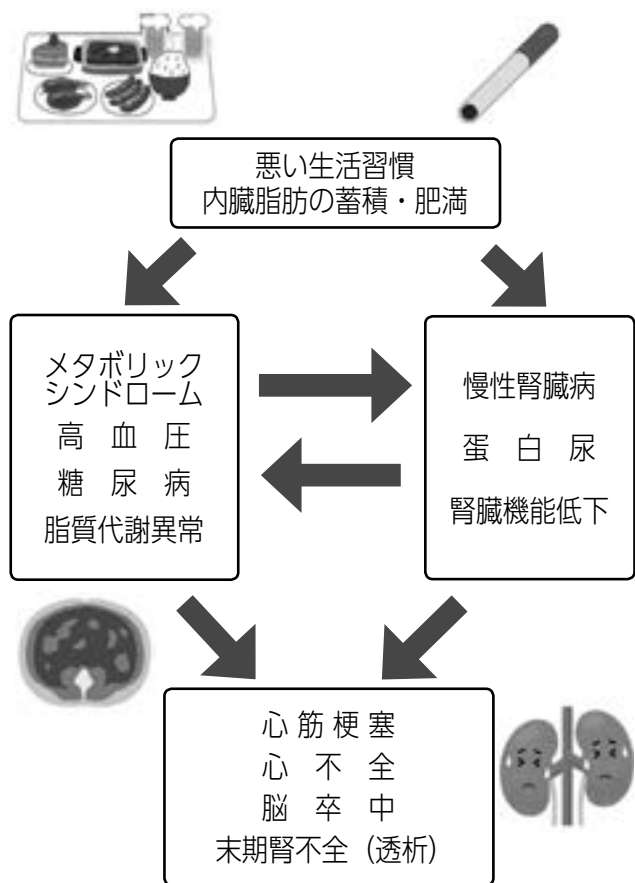 悪い生活習慣
内臓脂肪の蓄積・肥満
メタボリック
シンドローム
高血圧
糖尿病
脂質代謝異常
慢性腎臓病
蛋白尿
腎臓機能低下
心筋梗塞
心不全
脳卒中
末期腎不全（透析）